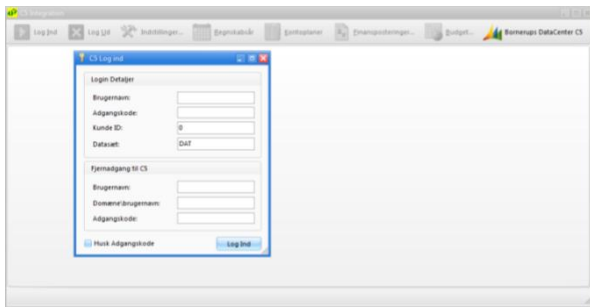 C5 Integration
Log Ind
Log Ud
Indstillinger...
Regnskabsår
Kontoplaner
Finansposteringer...
Budget...
Bornerups DataCenter C5
C5 Log ind
Login Detaljer
Brugernavn:
Adgangskode:
Kunde ID:
0
Datasæt:
DAT
Fjernadgang til C5
Brugernavn:
Domæne\brugernavn:
Adgangskode:
Husk Adgangskode
Log Ind